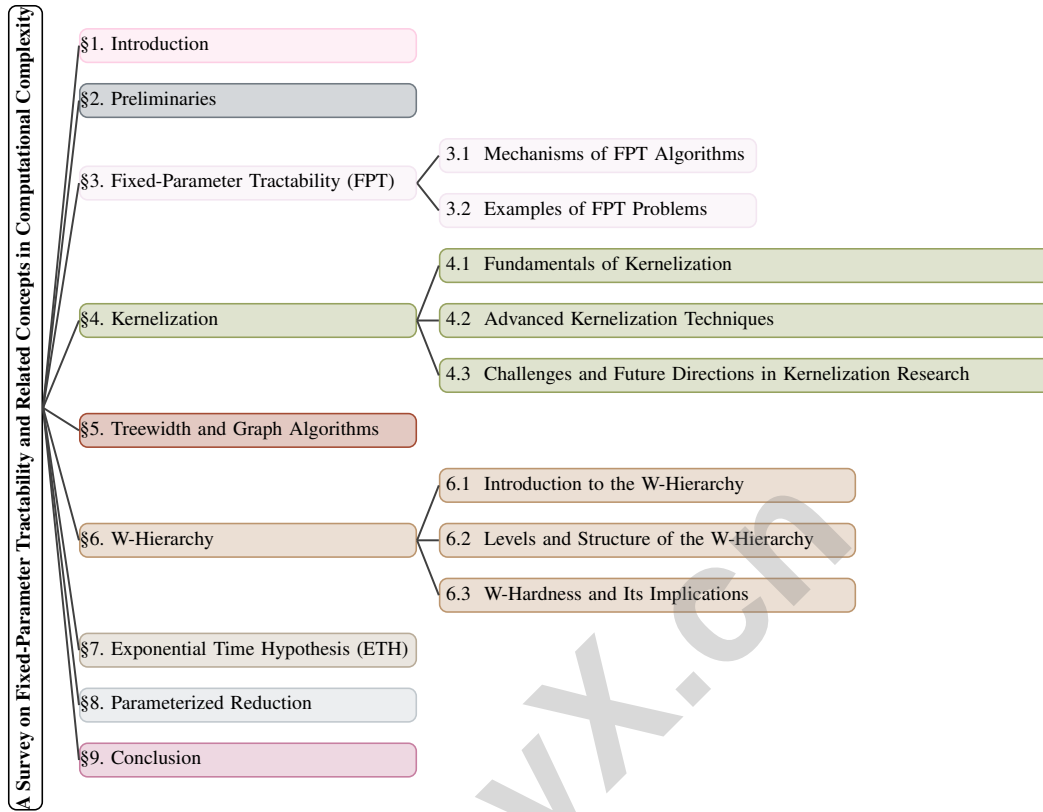 A Survey on Fixed-Parameter Tractability and Related Concepts in Computational Complexity
§1. Introduction
§2. Preliminaries
§3. Fixed-Parameter Tractability (FPT)
3.1 Mechanisms of FPT Algorithms
3.2 Examples of FPT Problems
§4. Kernelization
4.1 Fundamentals of Kernelization
4.2 Advanced Kernelization Techniques
4.3 Challenges and Future Directions in Kernelization Research
§5. Treewidth and Graph Algorithms
§6. W-Hierarchy
6.1 Introduction to the W-Hierarchy
6.2 Levels and Structure of the W-Hierarchy
6.3 W-Hardness and Its Implications
§7. Exponential Time Hypothesis (ETH)
§8. Parameterized Reduction
§9. Conclusion